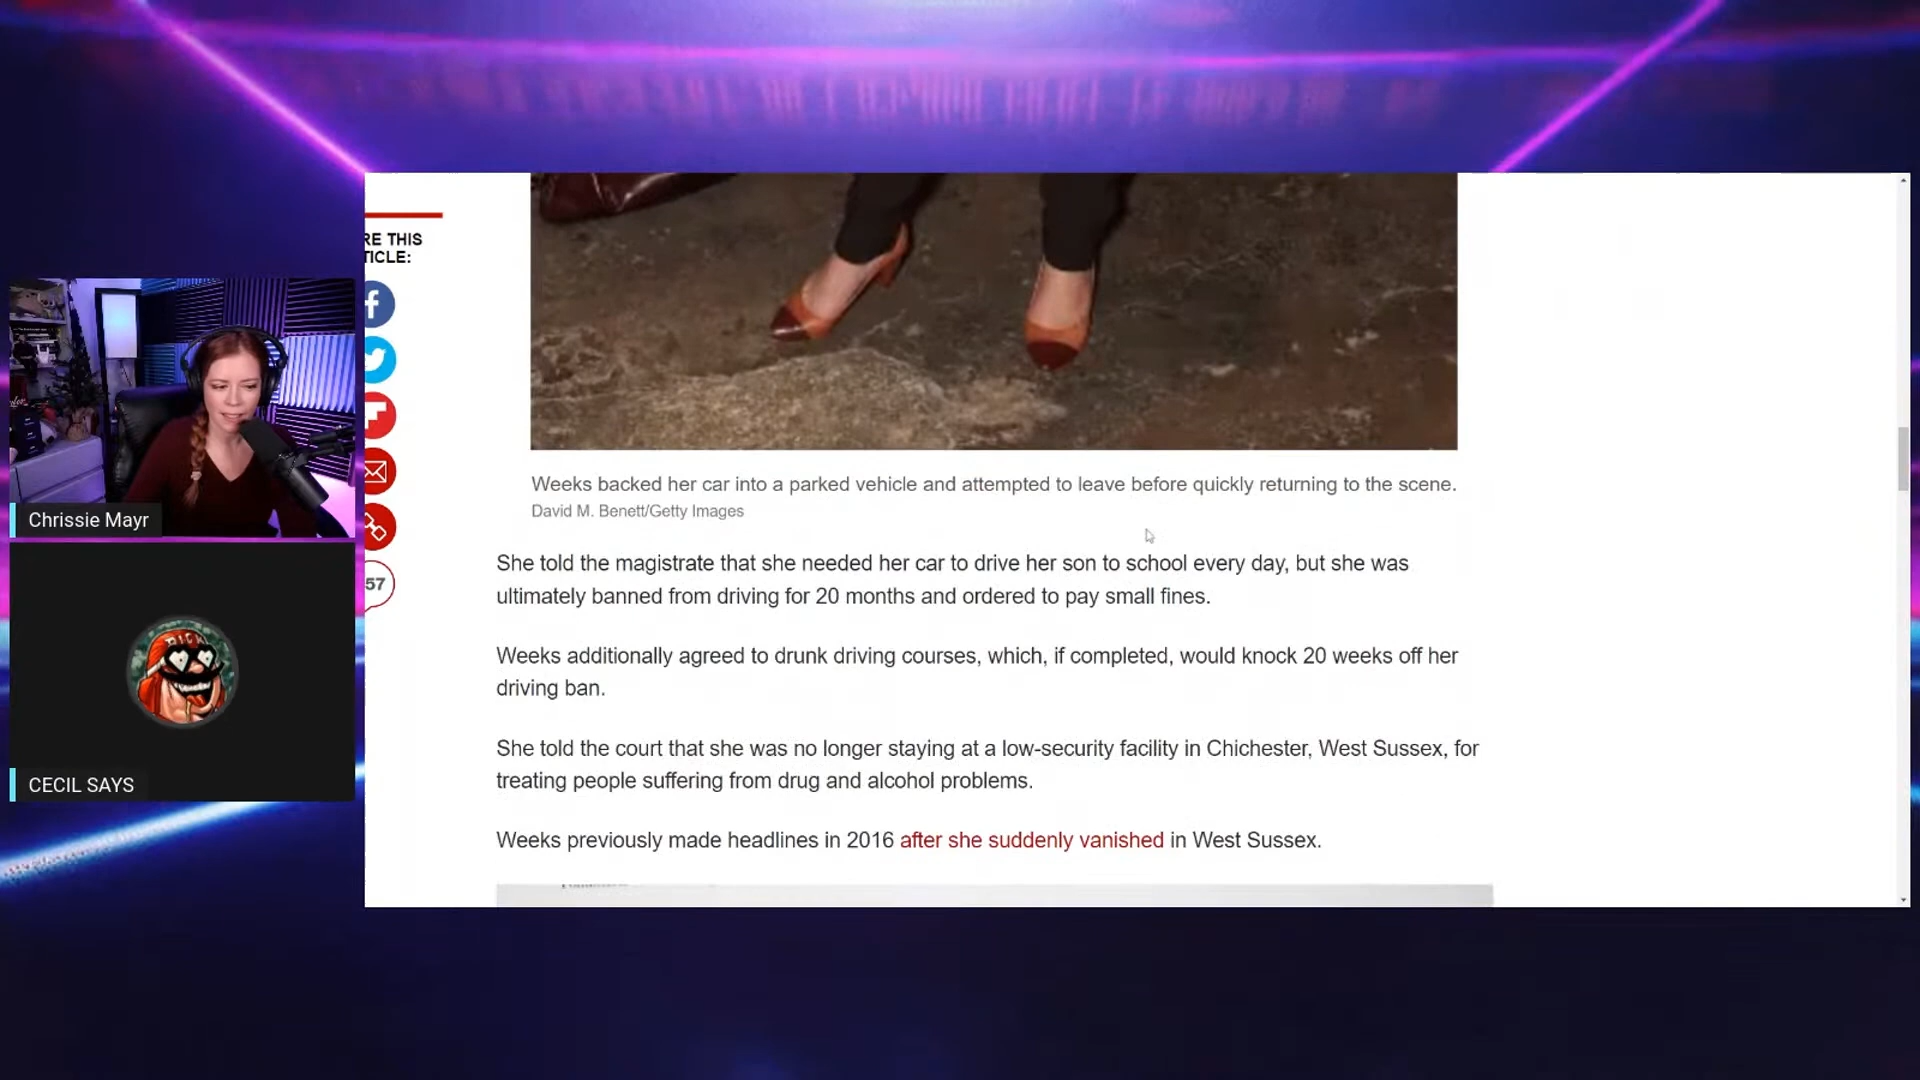 RE THIS
TICLE:
57
Chrissie Mayr
CECIL SAYS
Weeks backed her car into a parked vehicle and attempted to leave before quickly returning to the scene.
David M. Benett/Getty Images
She told the magistrate that she needed her car to drive her son to school every day, but she was
ultimately banned from driving for 20 months and ordered to pay small fines.
Weeks additionally agreed to drunk driving courses, which, if completed, would knock 20 weeks off her
driving ban.
She told the court that she was no longer staying at a low-security facility in Chichester, West Sussex, for
treating people suffering from drug and alcohol problems.
Weeks previously made headlines in 2016 after she suddenly vanished in West Sussex.